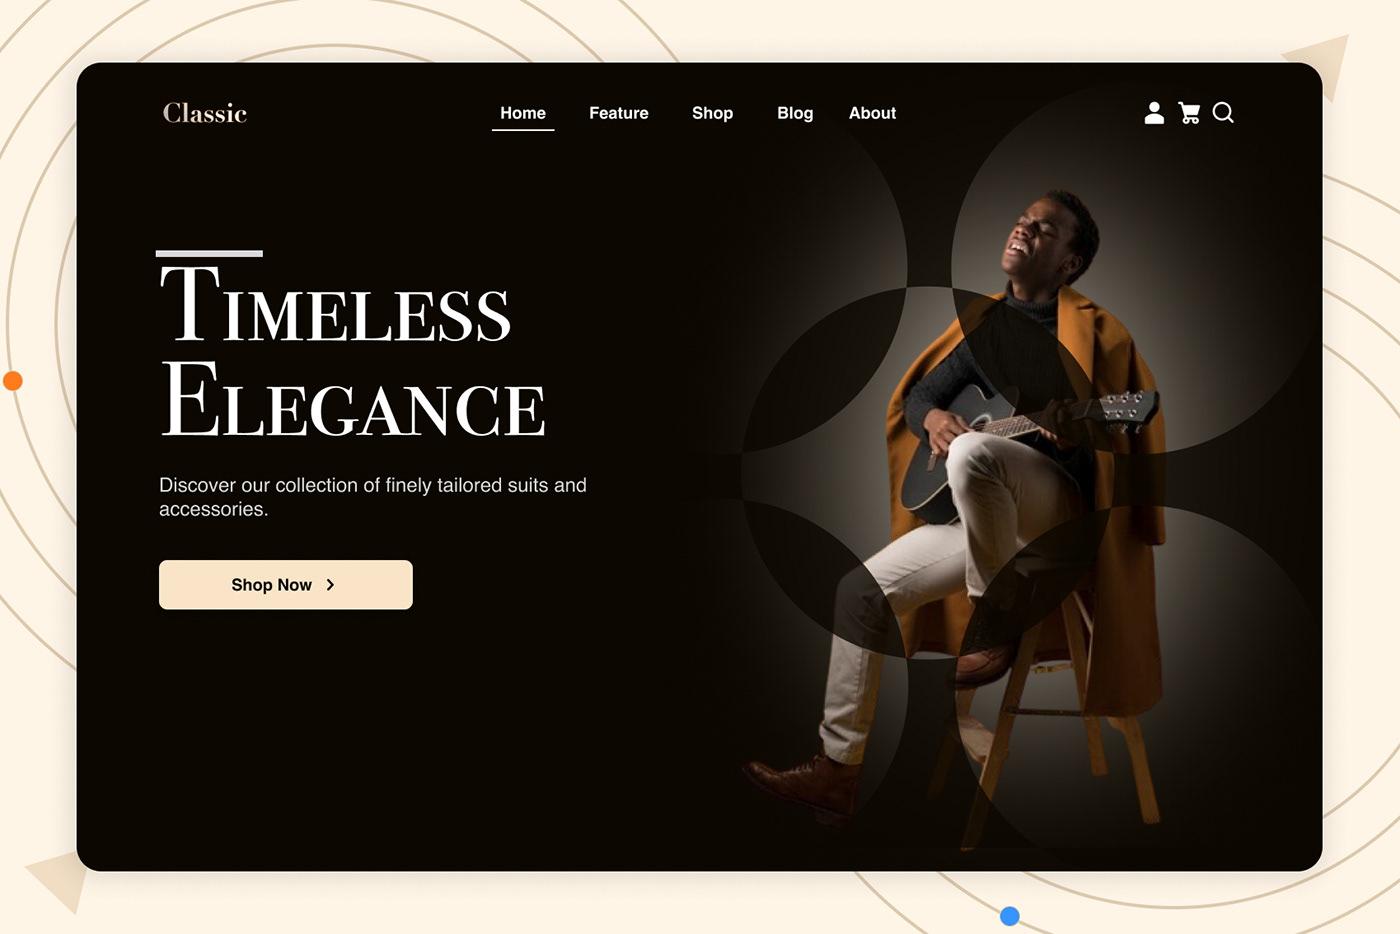 Classic
Home Feature Shop Blog About
TIMELESS
ELEGANCE
Discover our collection of finely tailored suits and
accessories.
Shop Now